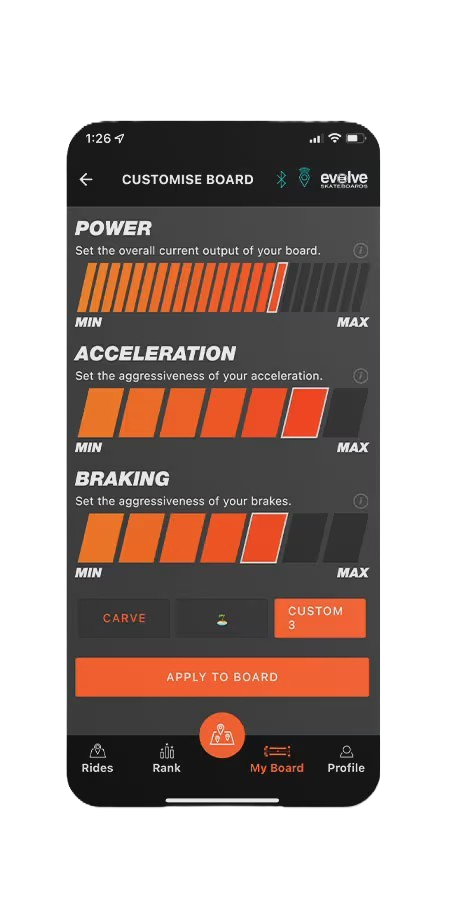 1:26
CUSTOMISE BOARD
evolve
SKATEBOARDS
POWER
Set the overall current output of your board.
i
MIN
MAX
ACCELERATION
Set the aggressiveness of your acceleration.
i
MIN
MAX
BRAKING
Set the aggressiveness of your brakes.
i
MIN
MAX
CARVE
CUSTOM
3
APPLY TO BOARD
Rides
Rank
My Board
Profile